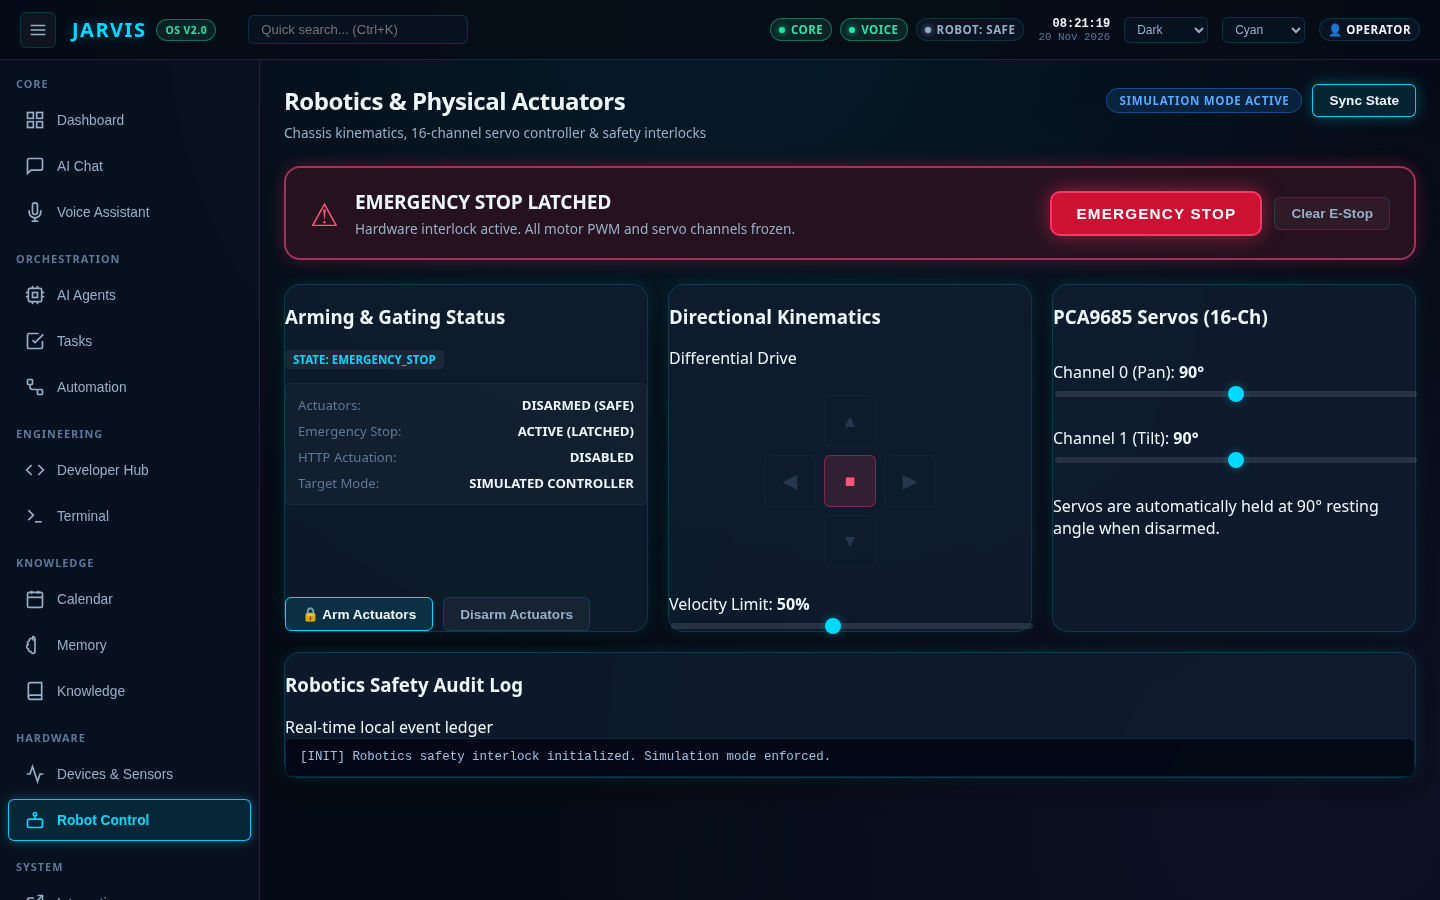 JARVIS
OS V2.0
Quick search... (Ctrl+K)
CORE
VOICE
ROBOT: SAFE
08:21:19
20 Nov 2026
Dark
Cyan
OPERATOR
CORE
Dashboard
AI Chat
Voice Assistant
ORCHESTRATION
AI Agents
Tasks
Automation
ENGINEERING
Developer Hub
Terminal
KNOWLEDGE
Calendar
Memory
Knowledge
HARDWARE
Devices & Sensors
Robot Control
SYSTEM
Robotics & Physical Actuators
Chassis kinematics, 16-channel servo controller & safety interlocks
SIMULATION MODE ACTIVE
Sync State
EMERGENCY STOP LATCHED
Hardware interlock active. All motor PWM and servo channels frozen.
EMERGENCY STOP
Clear E-Stop
Arming & Gating Status
STATE: EMERGENCY_STOP
Actuators: DISARMED (SAFE)
Emergency Stop: ACTIVE (LATCHED)
HTTP Actuation: DISABLED
Target Mode: SIMULATED CONTROLLER
Arm Actuators
Disarm Actuators
Directional Kinematics
Differential Drive
Velocity Limit: 50%
PCA9685 Servos (16-Ch)
Channel 0 (Pan): 90°
Channel 1 (Tilt): 90°
Servos are automatically held at 90° resting
angle when disarmed.
Robotics Safety Audit Log
Real-time local event ledger
[INIT] Robotics safety interlock initialized. Simulation mode enforced.